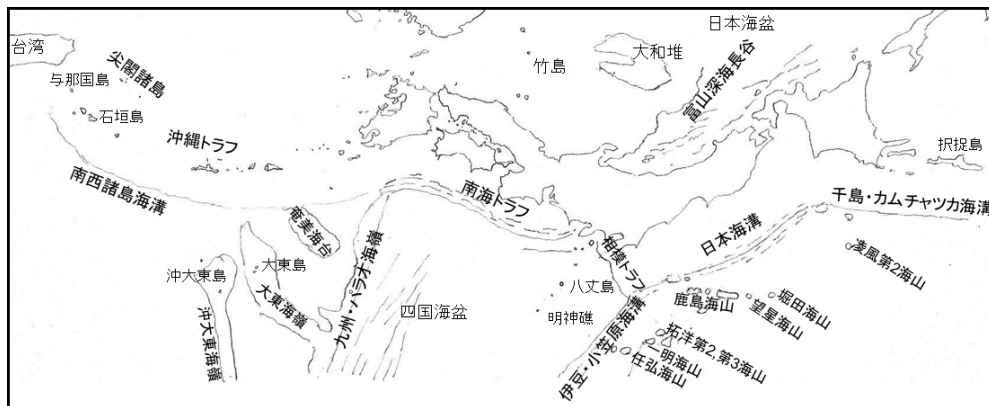 台湾
尖閣諸島
与那国島
石垣島
沖縄トラフ
南西諸島海溝
竹島
大和堆
日本海盆
富山深海長谷
択捉島
千島・カムチャツカ海溝
南海トラフ
日本海溝
相模トラフ
奄美海台
九州・パラオ海嶺
沖大東島
大東島
大東海嶺
沖大東海嶺
四国海盆
八丈島
明神礁
伊豆・小笠原海溝
鹿島海山
凌風第2海山
堀田海山
望星海山
拓洋第2,第3海山
一明海山
任弘海山